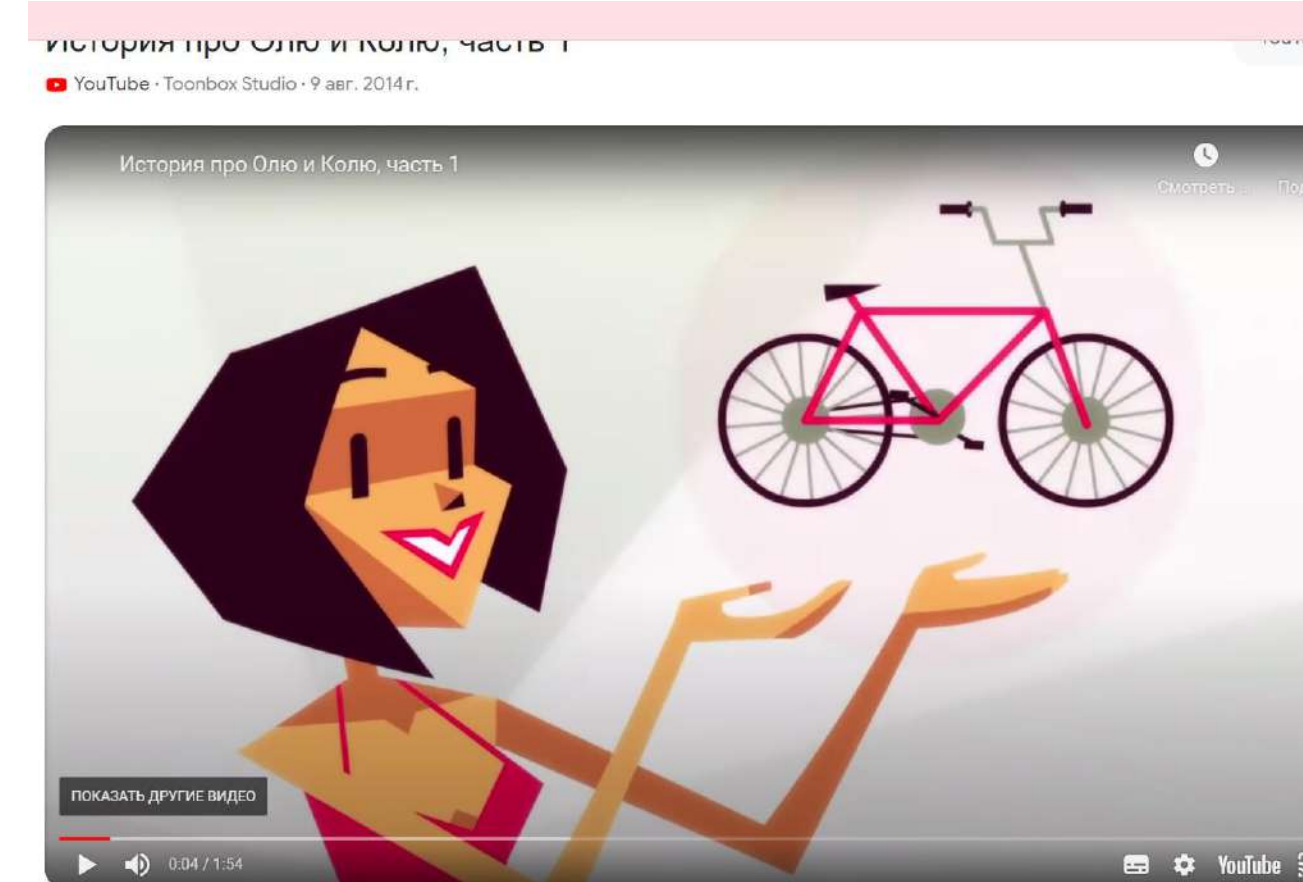 История про Олю и Колю, часть 1
YouTube · Toonbox Studio · 9 авг. 2014 г.
История про Олю и Колю, часть 1
Смотреть ...
ПОКАЗАТЬ ДРУГИЕ ВИДЕО
0:04 / 1:54
YouTube